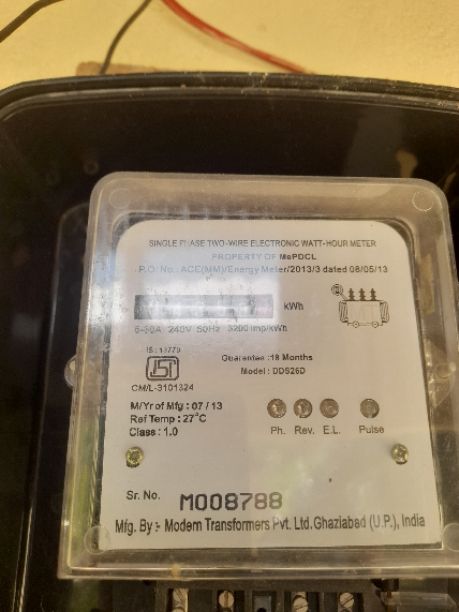 SINGLE PHASE TWO-WIRE ELECTRONIC WATT-HOUR METER
PROPERTY OF MePDCL
P.O. No.: ACE(MM)/Energy Meter/2013/3 dated 08/05/13
kWh
240V 50Hz 3200 imp/kWh
IS:13779
Guarantee :18 Months
Model : DDS26D
CM/L-3101324
M/Yr of Mfg : 07 / 13
Ref Temp : 27°C
Class : 1.0
Ph. Rev. E.L. Pulse
Sr. No. M008788
Mfg. By :- Modern Transformers Pvt. Ltd. Ghaziabad (U.P.), India